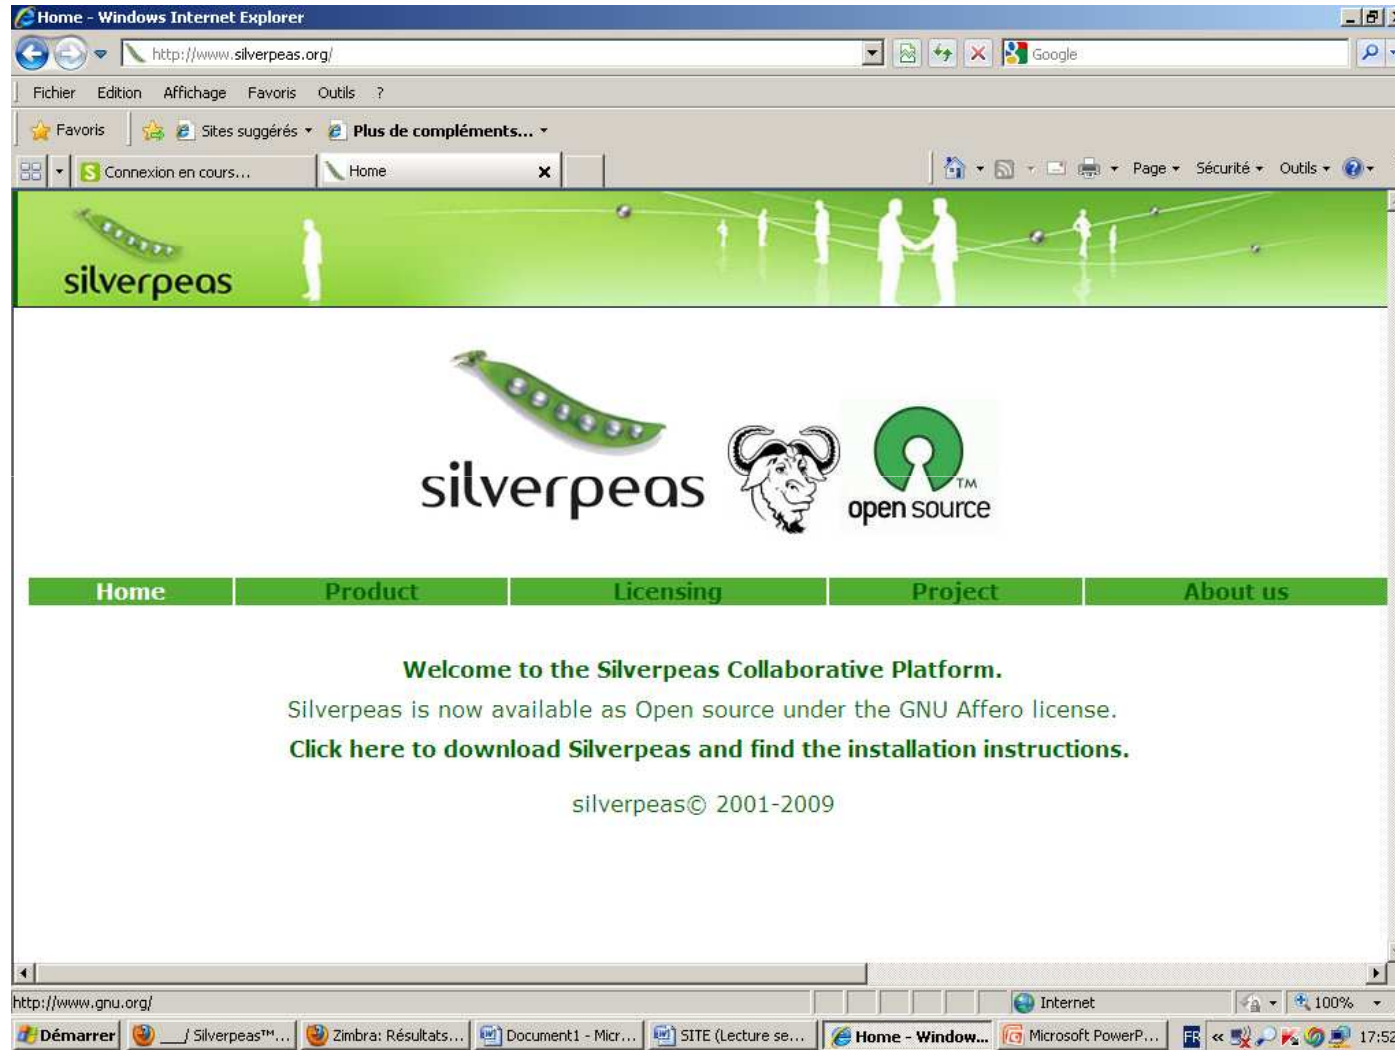 Home - Windows Internet Explorer
http://www.silverpeas.org/
Google
Fichier Edition Affichage Favoris Outils ?
Favoris Sites suggérés Plus de compléments...
Connexion en cours... Home Page Sécurité Outils
silverpeas
silverpeas
TM
open source
Home Product Licensing Project About us
Welcome to the Silverpeas Collaborative Platform.
Silverpeas is now available as Open source under the GNU Affero license.
Click here to download Silverpeas and find the installation instructions.
silverpeas© 2001-2009
http://www.gnu.org/ Internet 100%
Démarrer ___/ Silverpeas™... Zimbra: Résultats... Document1 - Micr... SITE (Lecture se... Home - Window... Microsoft PowerP... FR « 17:53